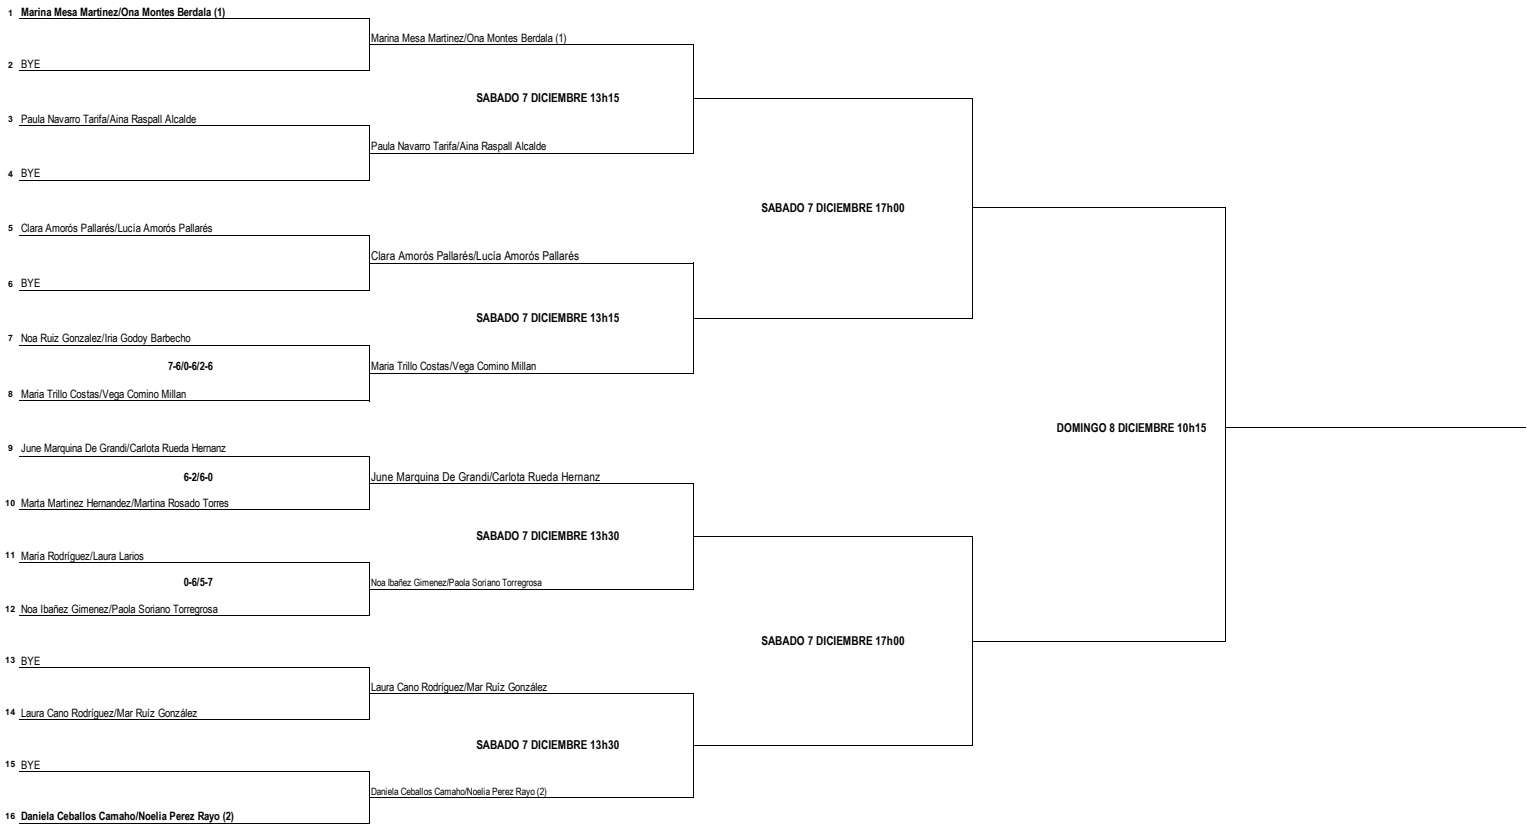 1 Marina Mesa Martinez/Ona Montes Berdala (1)
Marina Mesa Martinez/Ona Montes Berdala (1)
2 BYE
SABADO 7 DICIEMBRE 13h15
3 Paula Navarro Tarifa/Aina Raspall Alcalde
Paula Navarro Tarifa/Aina Raspall Alcalde
4 BYE
SABADO 7 DICIEMBRE 17h00
5 Clara Amorós Pallarés/Lucía Amorós Pallarés
Clara Amorós Pallarés/Lucía Amorós Pallarés
6 BYE
SABADO 7 DICIEMBRE 13h15
7 Noa Ruiz Gonzalez/Iria Godoy Barbecho
7-6/0-6/2-6
Maria Trillo Costas/Vega Comino Millan
8 Maria Trillo Costas/Vega Comino Millan
DOMINGO 8 DICIEMBRE 10h15
9 June Marquina De Grandi/Carlota Rueda Hernanz
6-2/6-0
June Marquina De Grandi/Carlota Rueda Hernanz
10 Marta Martinez Hernandez/Martina Rosado Torres
SABADO 7 DICIEMBRE 13h30
11 María Rodríguez/Laura Larios
0-6/5-7
Noa Ibañez Gimenez/Paola Soriano Torregrosa
12 Noa Ibañez Gimenez/Paola Soriano Torregrosa
SABADO 7 DICIEMBRE 17h00
13 BYE
Laura Cano Rodríguez/Mar Ruíz González
14 Laura Cano Rodríguez/Mar Ruíz González
SABADO 7 DICIEMBRE 13h30
15 BYE
Daniela Ceballos Camaho/Noelia Perez Rayo (2)
16 Daniela Ceballos Camaho/Noelia Perez Rayo (2)